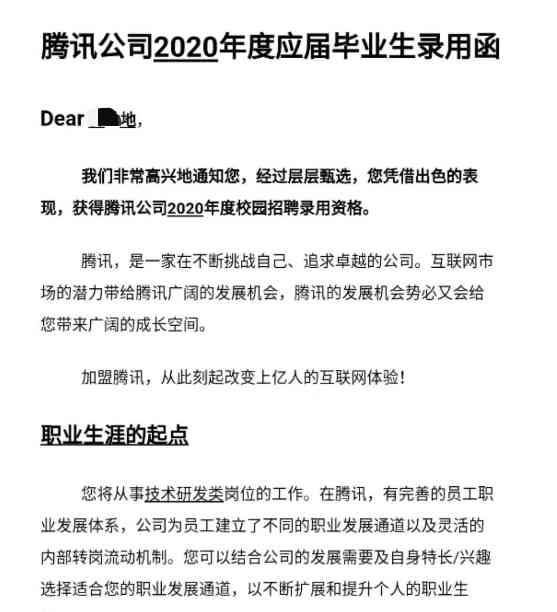 腾讯公司2020年度应届毕业生录用函
Dear 地，
我们非常高兴地通知您，经过层层甄选，您凭借出色的表
现，获得腾讯公司2020年度校园招聘录用资格。
腾讯，是一家在不断挑战自己、追求卓越的公司。互联网市
场的潜力带给腾讯广阔的发展机会，腾讯的发展机会势必又会给
您带来广阔的成长空间。
加盟腾讯，从此刻起改变上亿人的互联网体验！
职业生涯的起点
您将从事技术研发类岗位的工作。在腾讯，有完善的员工职
业发展体系，公司为员工建立了不同的职业发展通道以及灵活的
内部转岗流动机制。您可以结合公司的发展需要及自身特长/兴趣
选择适合您的职业发展通道，以不断扩展和提升个人的职业生